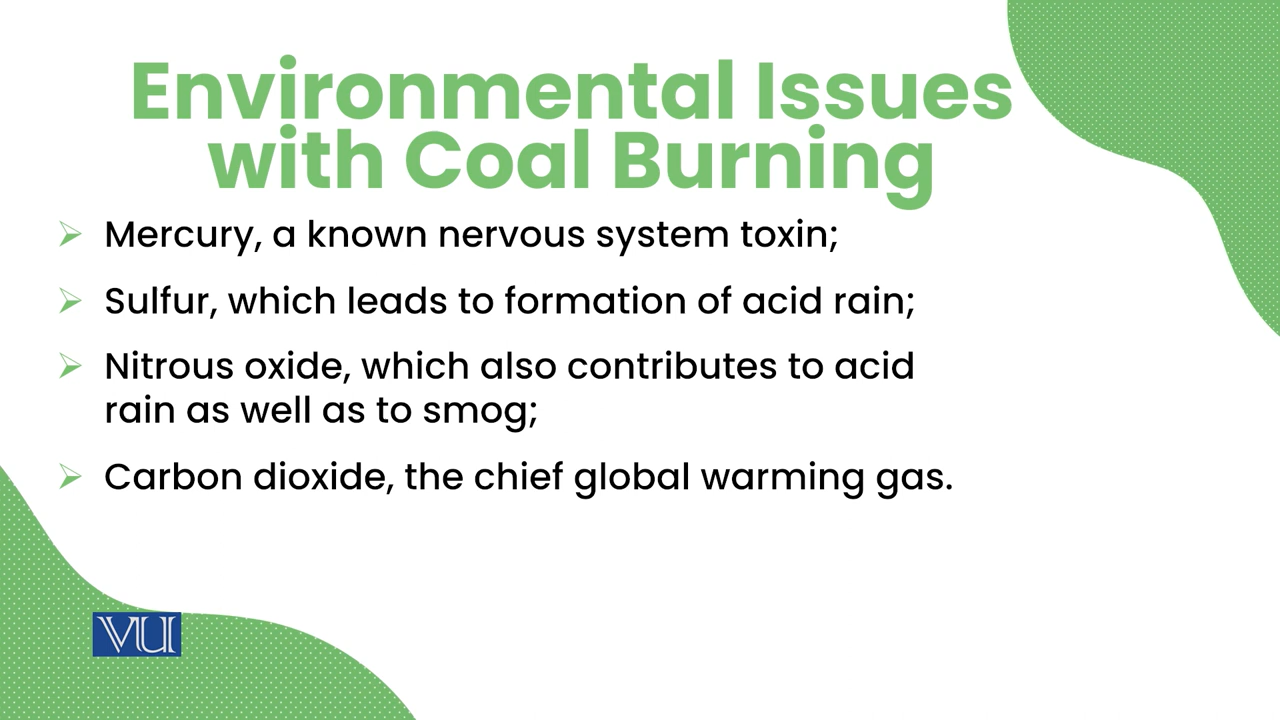 Environmental Issues
with Coal Burning
Mercury, a known nervous system toxin;
Sulfur, which leads to formation of acid rain;
Nitrous oxide, which also contributes to acid
rain as well as to smog;
Carbon dioxide, the chief global warming gas.
VU